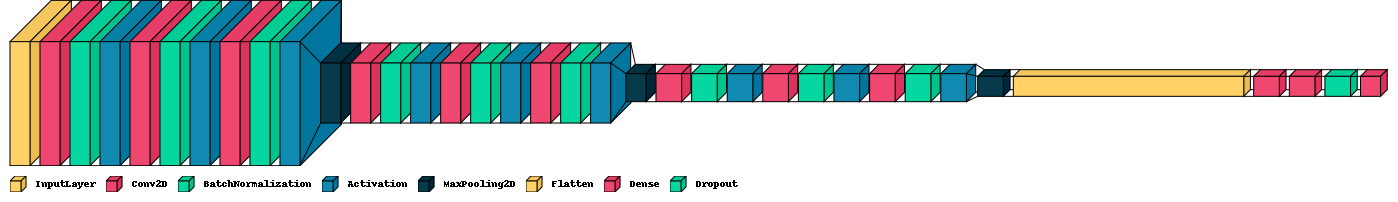 InputLayer Conv2D BatchNormalization Activation MaxPooling2D Flatten Dense Dropout